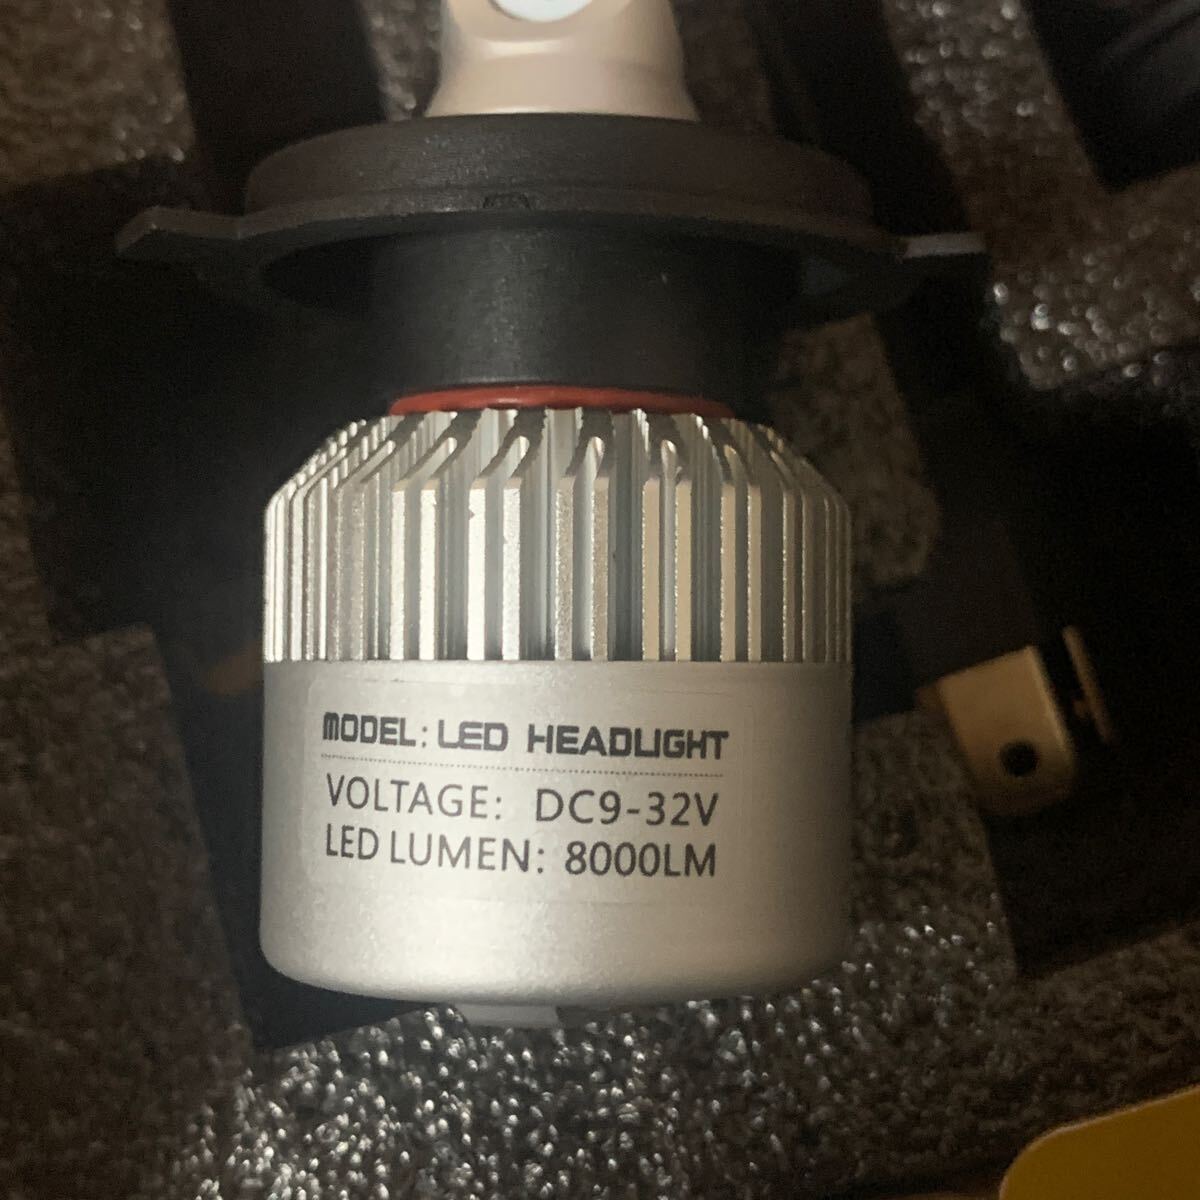 MODEL: LED HEADLIGHT
VOLTAGE: DC9-32V
LED LUMEN: 8000LM